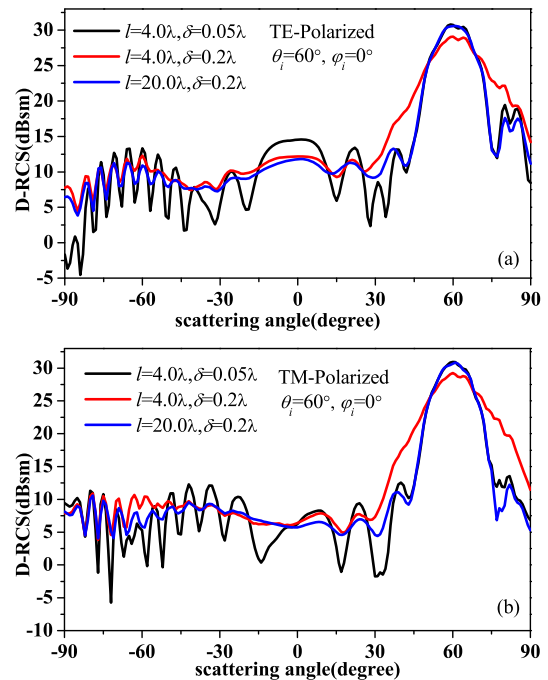 D-RCS(dBsm)
30
25
20
15
10
5
0
-5
l=4.0λ,δ=0.05λ
l=4.0λ,δ=0.2λ
l=20.0λ,δ=0.2λ
TE-Polarized
θi=60°, φi=0°
(a)
-90 -60 -30 0 30 60 90
scattering angle(degree)
D-RCS(dBsm)
30
25
20
15
10
5
0
-5
-10
l=4.0λ,δ=0.05λ
l=4.0λ,δ=0.2λ
l=20.0λ,δ=0.2λ
TM-Polarized
θi=60°, φi=0°
(b)
-90 -60 -30 0 30 60 90
scattering angle(degree)